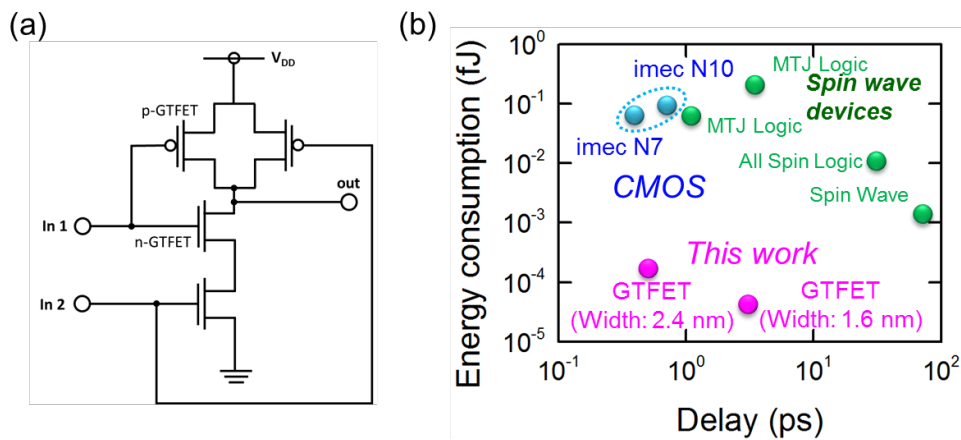 (a)
V_DD
p-GTFET
out
In 1
n-GTFET
In 2
(b)
Energy consumption (fJ)
10^0
10^-1
10^-2
10^-3
10^-4
10^-5
imec N10
MTJ Logic
Spin wave
devices
MTJ Logic
imec N7
CMOS
All Spin Logic
Spin Wave
This work
GTFET
(Width: 2.4 nm)
GTFET
(Width: 1.6 nm)
10^-1
10^0
10^1
10^2
Delay (ps)